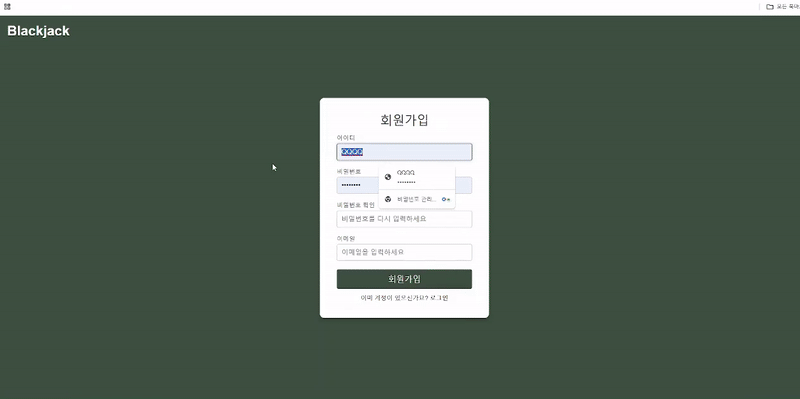 모든 북마
Blackjack
회원가입
아이디
QQQQ
비밀번호
QQQQ
••••••••
••••••••
비밀번호 관리...
비밀번호 확인
비밀번호를 다시 입력하세요
이메일
이메일을 입력하세요
회원가입
이미 계정이 있으신가요? 로그인